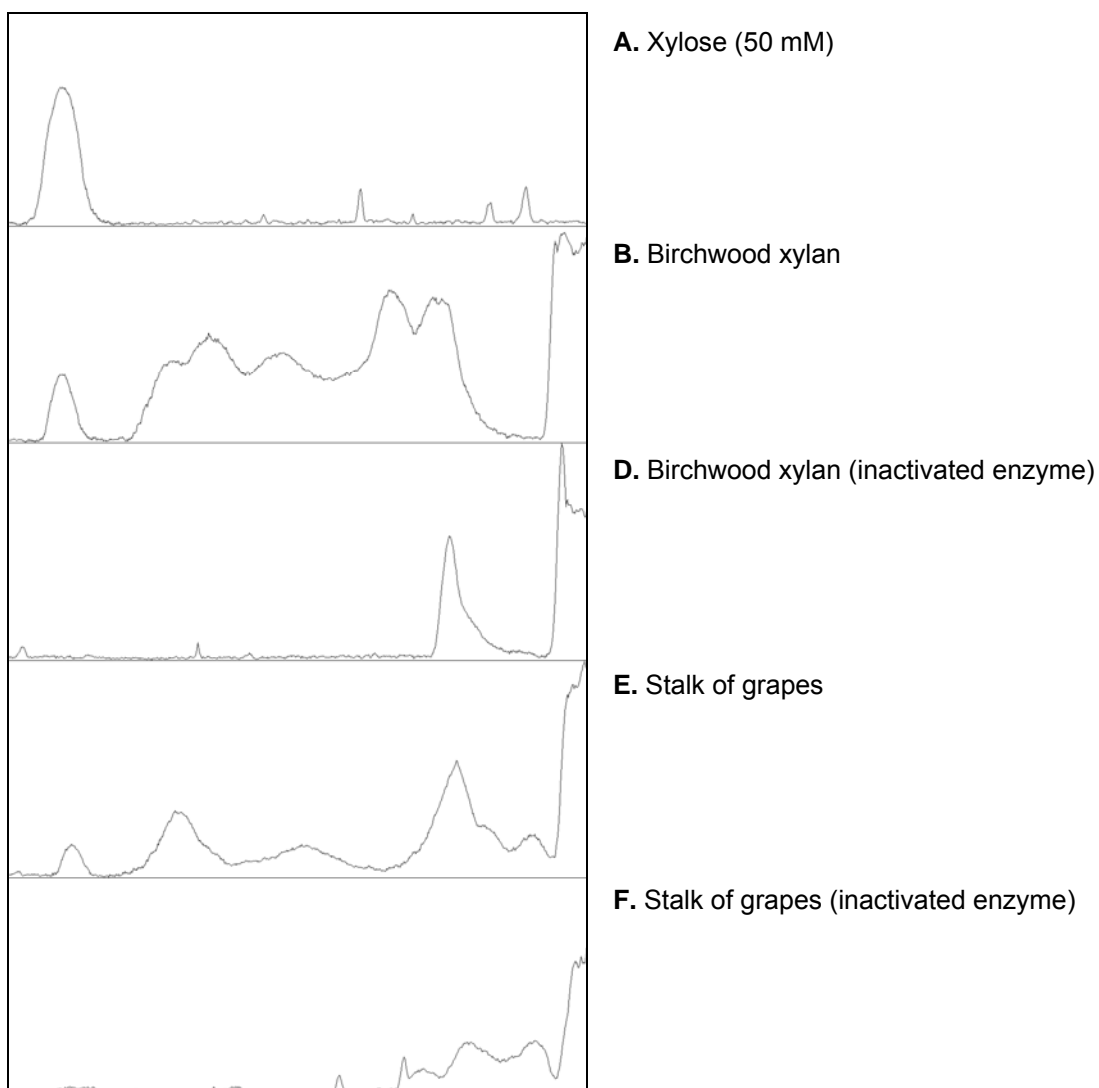 A. Xylose (50 mM)
B. Birchwood xylan
D. Birchwood xylan (inactivated enzyme)
E. Stalk of grapes
F. Stalk of grapes (inactivated enzyme)